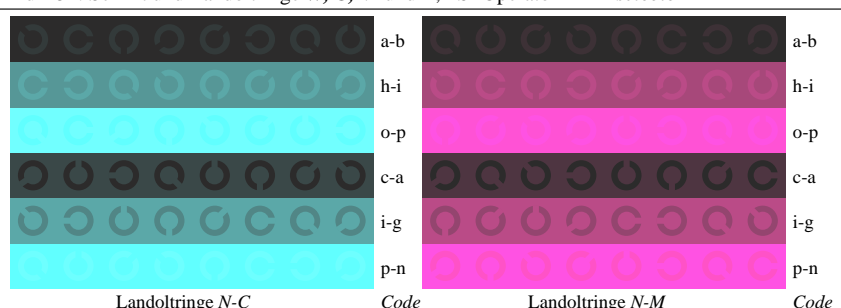 a-b a-b
h-i h-i
o-p o-p
c-a c-a
i-g i-g
p-n p-n
Landoltringe N-C Code Landoltringe N-M Code